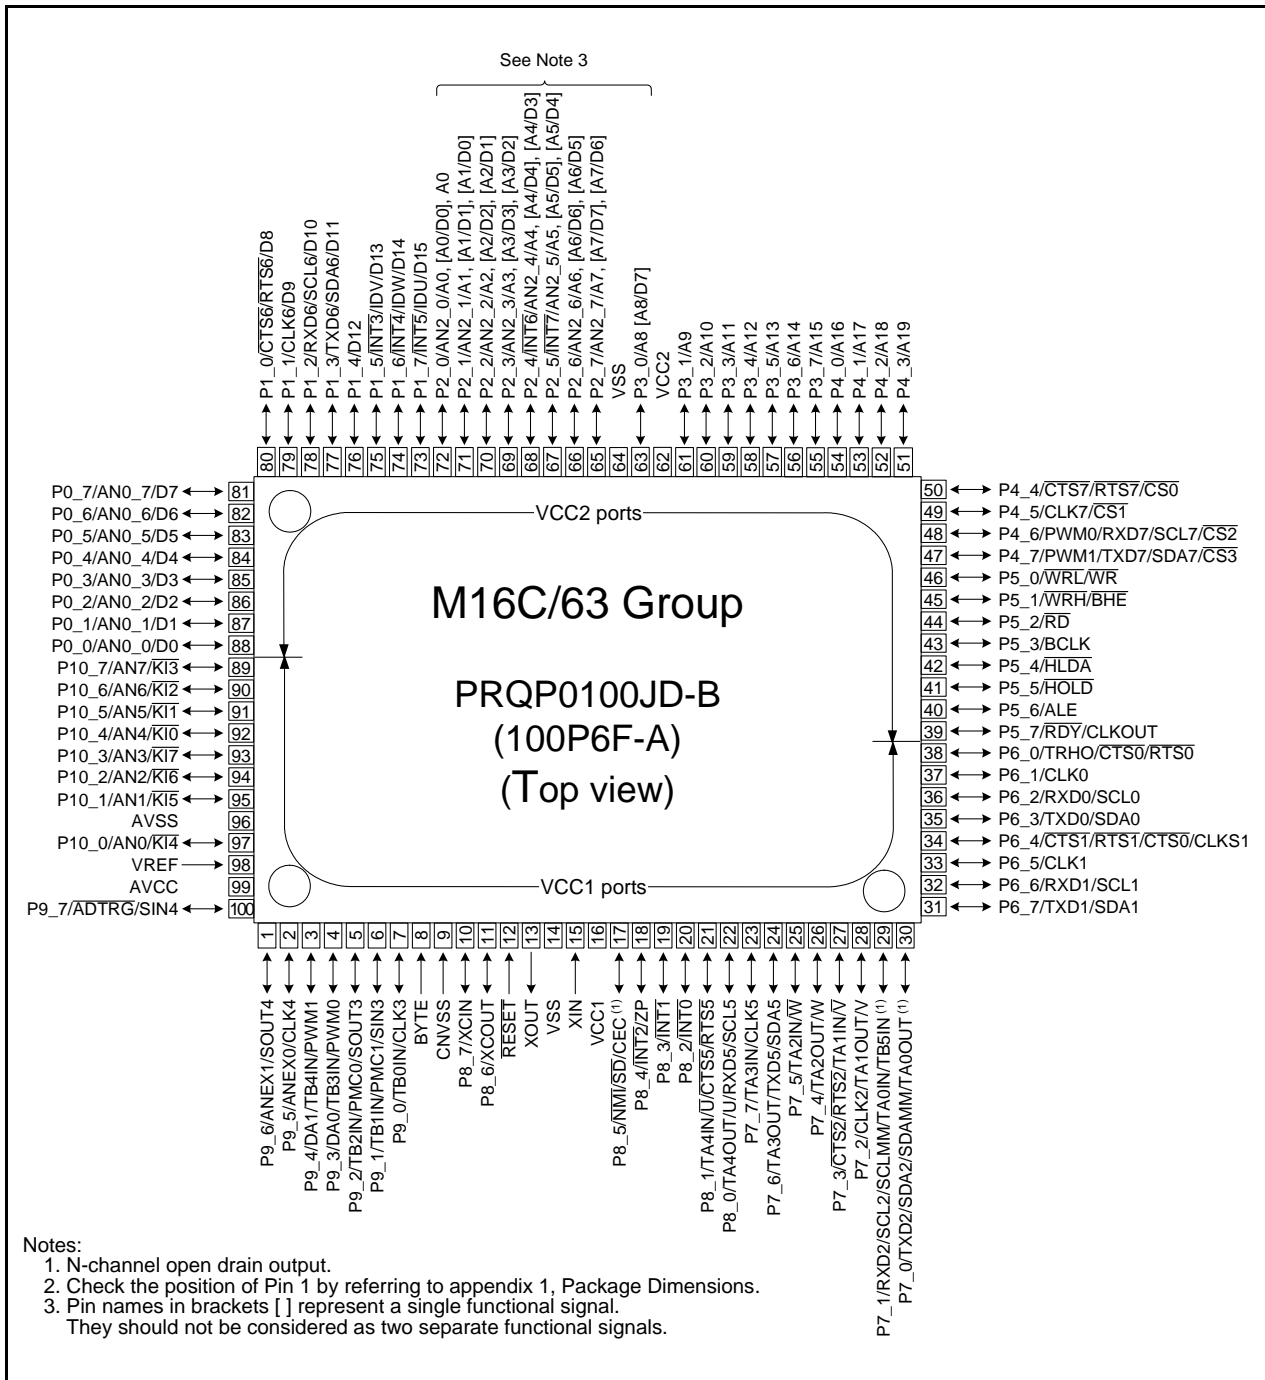 See Note 3
P1_0/CTS6/RTS6/D8
P1_1/CLK6/D9
P1_2/RXD6/SCL6/D10
P1_3/TXD6/SDA6/D11
P1_4/D12
P1_5/INT3/IDV/D13
P1_6/INT4/IDW/D14
P1_7/INT5/IDU/D15
P2_0/AN2_0/A0, [A0/D0], A0
P2_1/AN2_1/A1, [A1/D1], [A1/D0]
P2_2/AN2_2/A2, [A2/D2], [A2/D1]
P2_3/AN2_3/A3, [A3/D3], [A3/D2]
P2_4/INT6/AN2_4/A4, [A4/D4], [A4/D3]
P2_5/INT7/AN2_5/A5, [A5/D5], [A5/D4]
P2_6/AN2_6/A6, [A6/D6], [A6/D5]
P2_7/AN2_7/A7, [A7/D7], [A7/D6]
VSS
P3_0/A8 [A8/D7]
VCC2
P3_1/A9
P3_2/A10
P3_3/A11
P3_4/A12
P3_5/A13
P3_6/A14
P3_7/A15
P4_0/A16
P4_1/A17
P4_2/A18
P4_3/A19
80 79 78 77 76 75 74 73 72 71 70 69 68 67 66 65 64 63 62 61 60 59 58 57 56 55 54 53 52 51
P0_7/AN0_7/D7 81
P0_6/AN0_6/D6 82
P0_5/AN0_5/D5 83
P0_4/AN0_4/D4 84
P0_3/AN0_3/D3 85
P0_2/AN0_2/D2 86
P0_1/AN0_1/D1 87
P0_0/AN0_0/D0 88
P10_7/AN7/KI3 89
P10_6/AN6/KI2 90
P10_5/AN5/KI1 91
P10_4/AN4/KI0 92
P10_3/AN3/KI7 93
P10_2/AN2/KI6 94
P10_1/AN1/KI5 95
AVSS 96
P10_0/AN0/KI4 97
VREF 98
AVCC 99
P9_7/ADTRG/SIN4 100
VCC2 ports
M16C/63 Group
PRQP0100JD-B
(100P6F-A)
(Top view)
VCC1 ports
50 P4_4/CTS7/RTS7/CS0
49 P4_5/CLK7/CS1
48 P4_6/PWM0/RXD7/SCL7/CS2
47 P4_7/PWM1/TXD7/SDA7/CS3
46 P5_0/WRL/WR
45 P5_1/WRH/BHE
44 P5_2/RD
43 P5_3/BCLK
42 P5_4/HLDA
41 P5_5/HOLD
40 P5_6/ALE
39 P5_7/RDY/CLKOUT
38 P6_0/TRHO/CTS0/RTS0
37 P6_1/CLK0
36 P6_2/RXD0/SCL0
35 P6_3/TXD0/SDA0
34 P6_4/CTS1/RTS1/CTS0/CLKS1
33 P6_5/CLK1
32 P6_6/RXD1/SCL1
31 P6_7/TXD1/SDA1
1 2 3 4 5 6 7 8 9 10 11 12 13 14 15 16 17 18 19 20 21 22 23 24 25 26 27 28 29 30
P9_6/ANEX1/SOUT4
P9_5/ANEX0/CLK4
P9_4/DA1/TB4IN/PWM1
P9_3/DA0/TB3IN/PWM0
P9_2/TB2IN/PMC0/SOUT3
P9_1/TB1IN/PMC1/SIN3
P9_0/TB0IN/CLK3
BYTE
CNVSS
P8_7/XCIN
P8_6/XCOUT
RESET
XOUT
VSS
XIN
VCC1
P8_5/NMI/SD/CEC (1)
P8_4/INT2/ZP
P8_3/INT1
P8_2/INT0
P8_1/TA4IN/U/CTS5/RTS5
P8_0/TA4OUT/U/RXD5/SCL5
P7_7/TA3IN/CLK5
P7_6/TA3OUT/TXD5/SDA5
P7_5/TA2IN/W
P7_4/TA2OUT/W
P7_3/CTS2/RTS2/TA1IN/V
P7_2/CLK2/TA1OUT/V
P7_1/RXD2/SCL2/SCLMM/TA0IN/TB5IN (1)
P7_0/TXD2/SDA2/SDAMM/TA0OUT (1)
Notes:
1. N-channel open drain output.
2. Check the position of Pin 1 by referring to appendix 1, Package Dimensions.
3. Pin names in brackets [ ] represent a single functional signal.
They should not be considered as two separate functional signals.